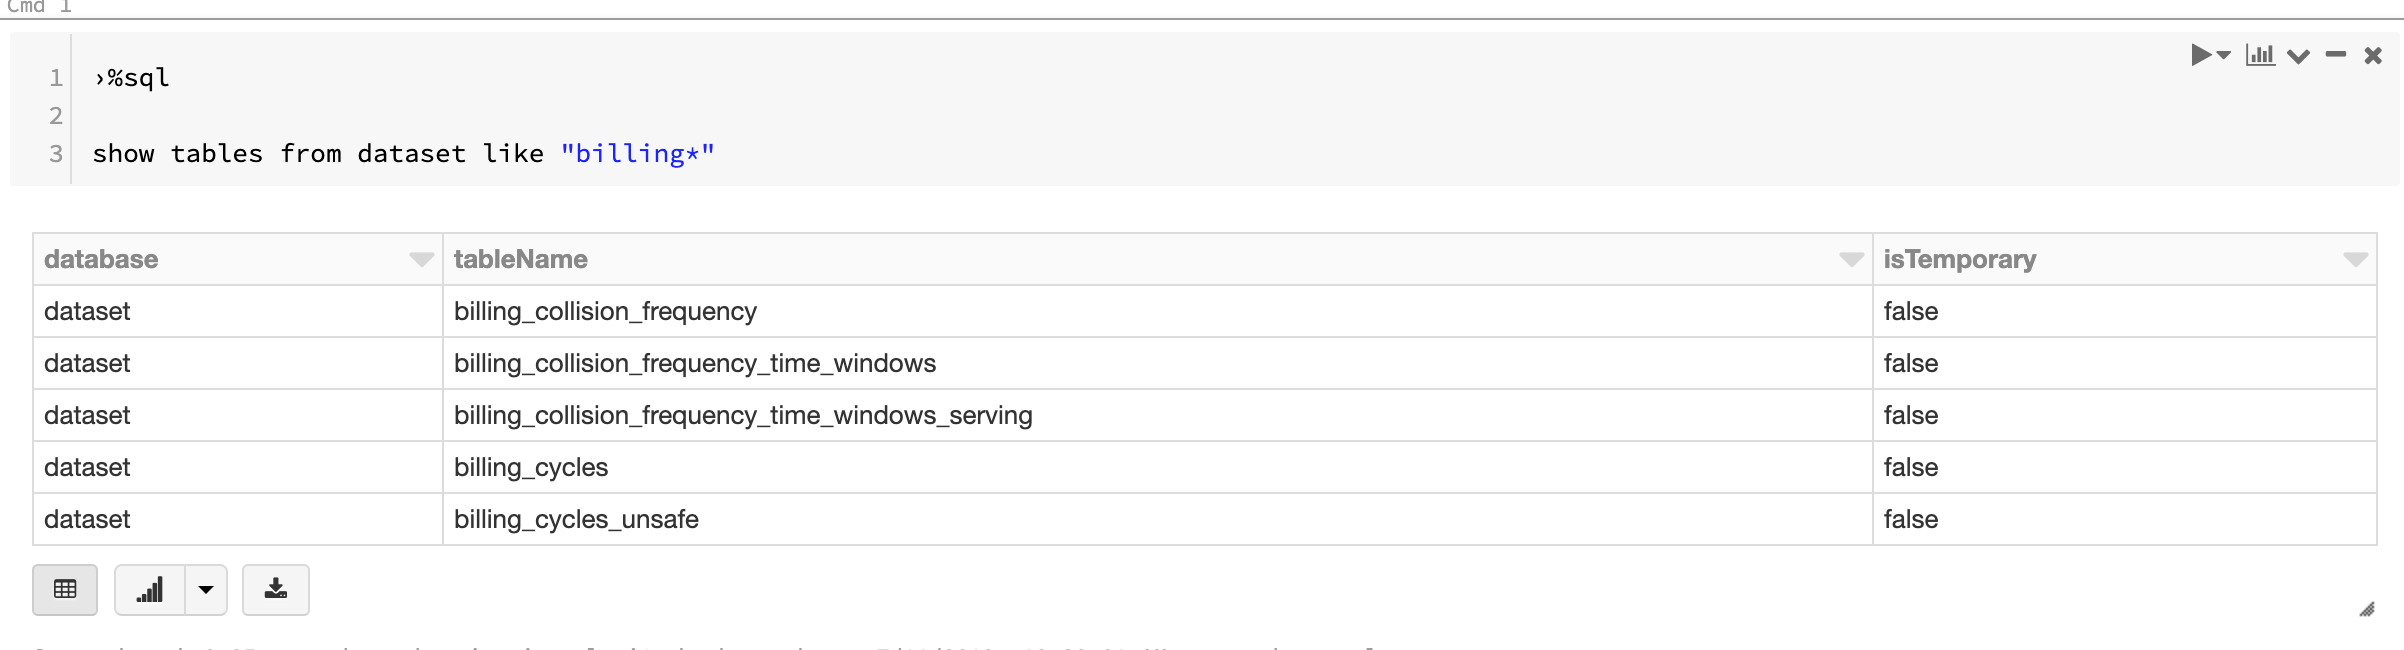 Cmd 1
1 ›%sql
2
3 show tables from dataset like "billing*"
database tableName isTemporary
dataset billing_collision_frequency false
dataset billing_collision_frequency_time_windows false
dataset billing_collision_frequency_time_windows_serving false
dataset billing_cycles false
dataset billing_cycles_unsafe false